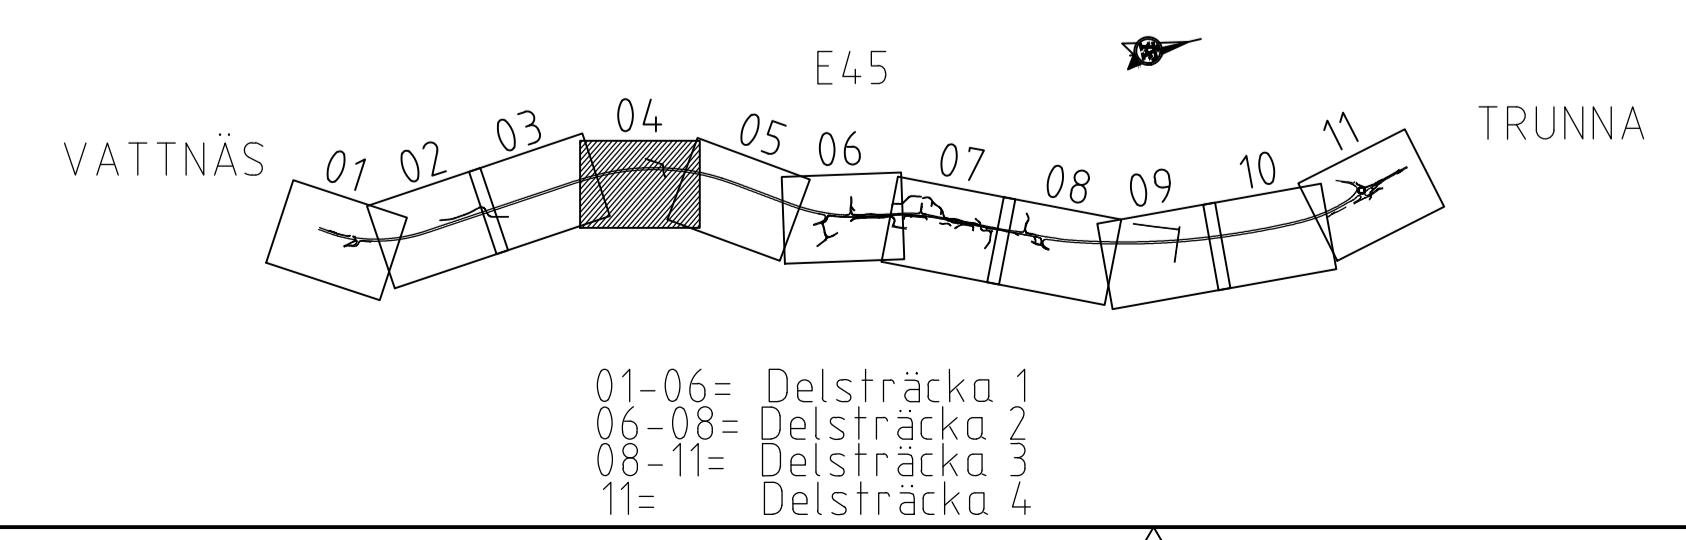 E45
VATTNÄS
TRUNNA
01
02
03
04
05
06
07
08
09
10
11
01-06= Delsträcka 1
06-08= Delsträcka 2
08-11= Delsträcka 3
11= Delsträcka 4